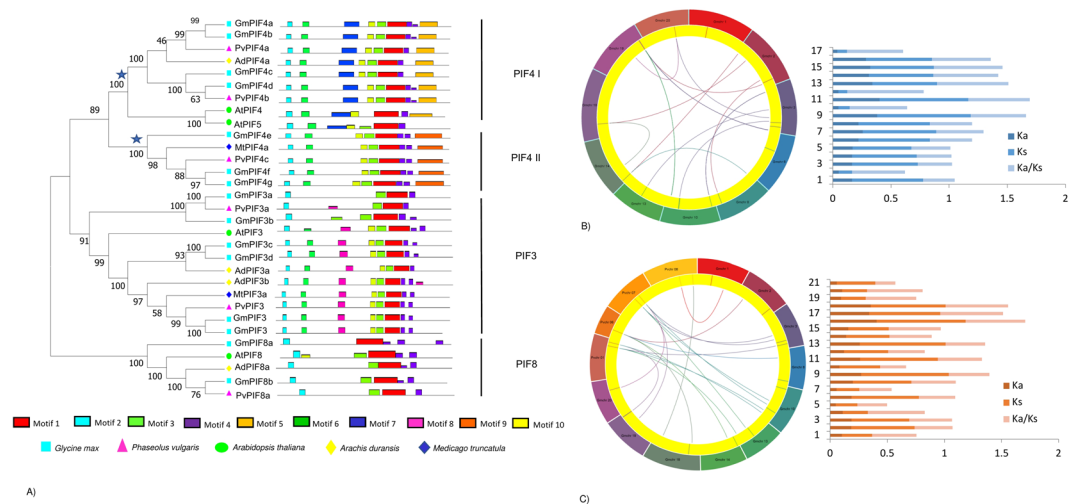 99
GmPIF4a
99
GmPIF4b
46
PvPIF4a
100
AdPIF4a
GmPIF4c
PIF4 I
100
100
GmPIF4d
63
PvPIF4b
89
AtPIF4
100
AtPIF5
GmPIF4e
100
MtPIF4a
98
PvPIF4c
PIF4 II
88
GmPIF4f
97
GmPIF4g
100
GmPIF3a
PvPIF3a
100
GmPIF3b
91
AtPIF3
100
GmPIF3c
99
93
GmPIF3d
PIF3
AdPIF3a
100
AdPIF3b
97
MtPIF3a
58
PvPIF3
99
GmPIF3
100
GmPIF3
GmPIF8a
100
AtPIF8
PIF8
100
AdPIF8a
100
GmPIF8b
76
PvPIF8a
Motif 1
Motif 2
Motif 3
Motif 4
Motif 5
Motif 6
Motif 7
Motif 8
Motif 9
Motif 10
Glycine max
Phaseolus vulgaris
Arabidopsis thaliana
Arachis duransis
Medicago truncatula
A)
17
15
13
11
9
7
5
3
1
Ka
Ks
Ka/Ks
0
0.5
1
1.5
2
B)
21
19
17
15
13
11
9
7
5
3
1
Ka
Ks
Ka/Ks
0
0.5
1
1.5
2
C)